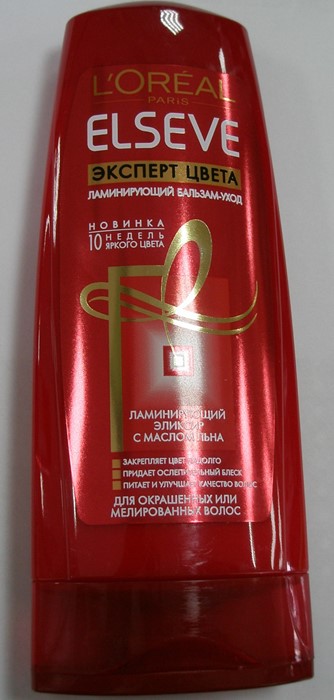 L'ORÉAL
PARIS
ELSEVE
ЭКСПЕРТ ЦВЕТА
ЛАМИНИРУЮЩИЙ БАЛЬЗАМ-УХОД
НОВИНКА
10 НЕДЕЛЬ
ЯРКОГО ЦВЕТА
ЛАМИНИРУЮЩИЙ
ЭЛИКСИР
С МАСЛОМ ЛЬНА
ЗАКРЕПЛЯЕТ ЦВЕТ НАДОЛГО
ПРИДАЕТ ОСЛЕПИТЕЛЬНЫЙ БЛЕСК
ПИТАЕТ И УЛУЧШАЕТ КАЧЕСТВО ВОЛОС
ДЛЯ ОКРАШЕННЫХ ИЛИ
МЕЛИРОВАННЫХ ВОЛОС